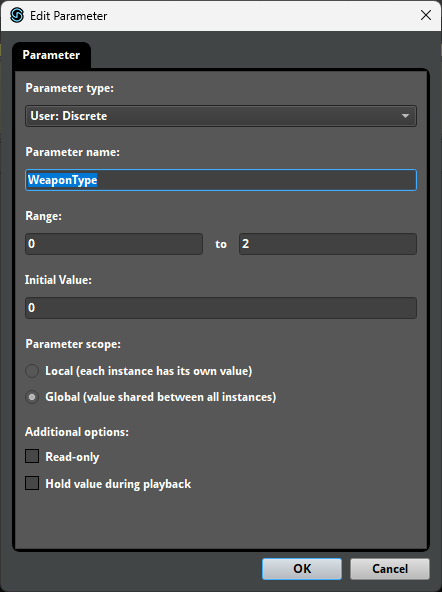 Edit Parameter
Parameter
Parameter type:
User: Discrete
Parameter name:
WeaponType
Range:
0 to 2
Initial Value:
0
Parameter scope:
Local (each instance has its own value)
Global (value shared between all instances)
Additional options:
Read-only
Hold value during playback
OK Cancel